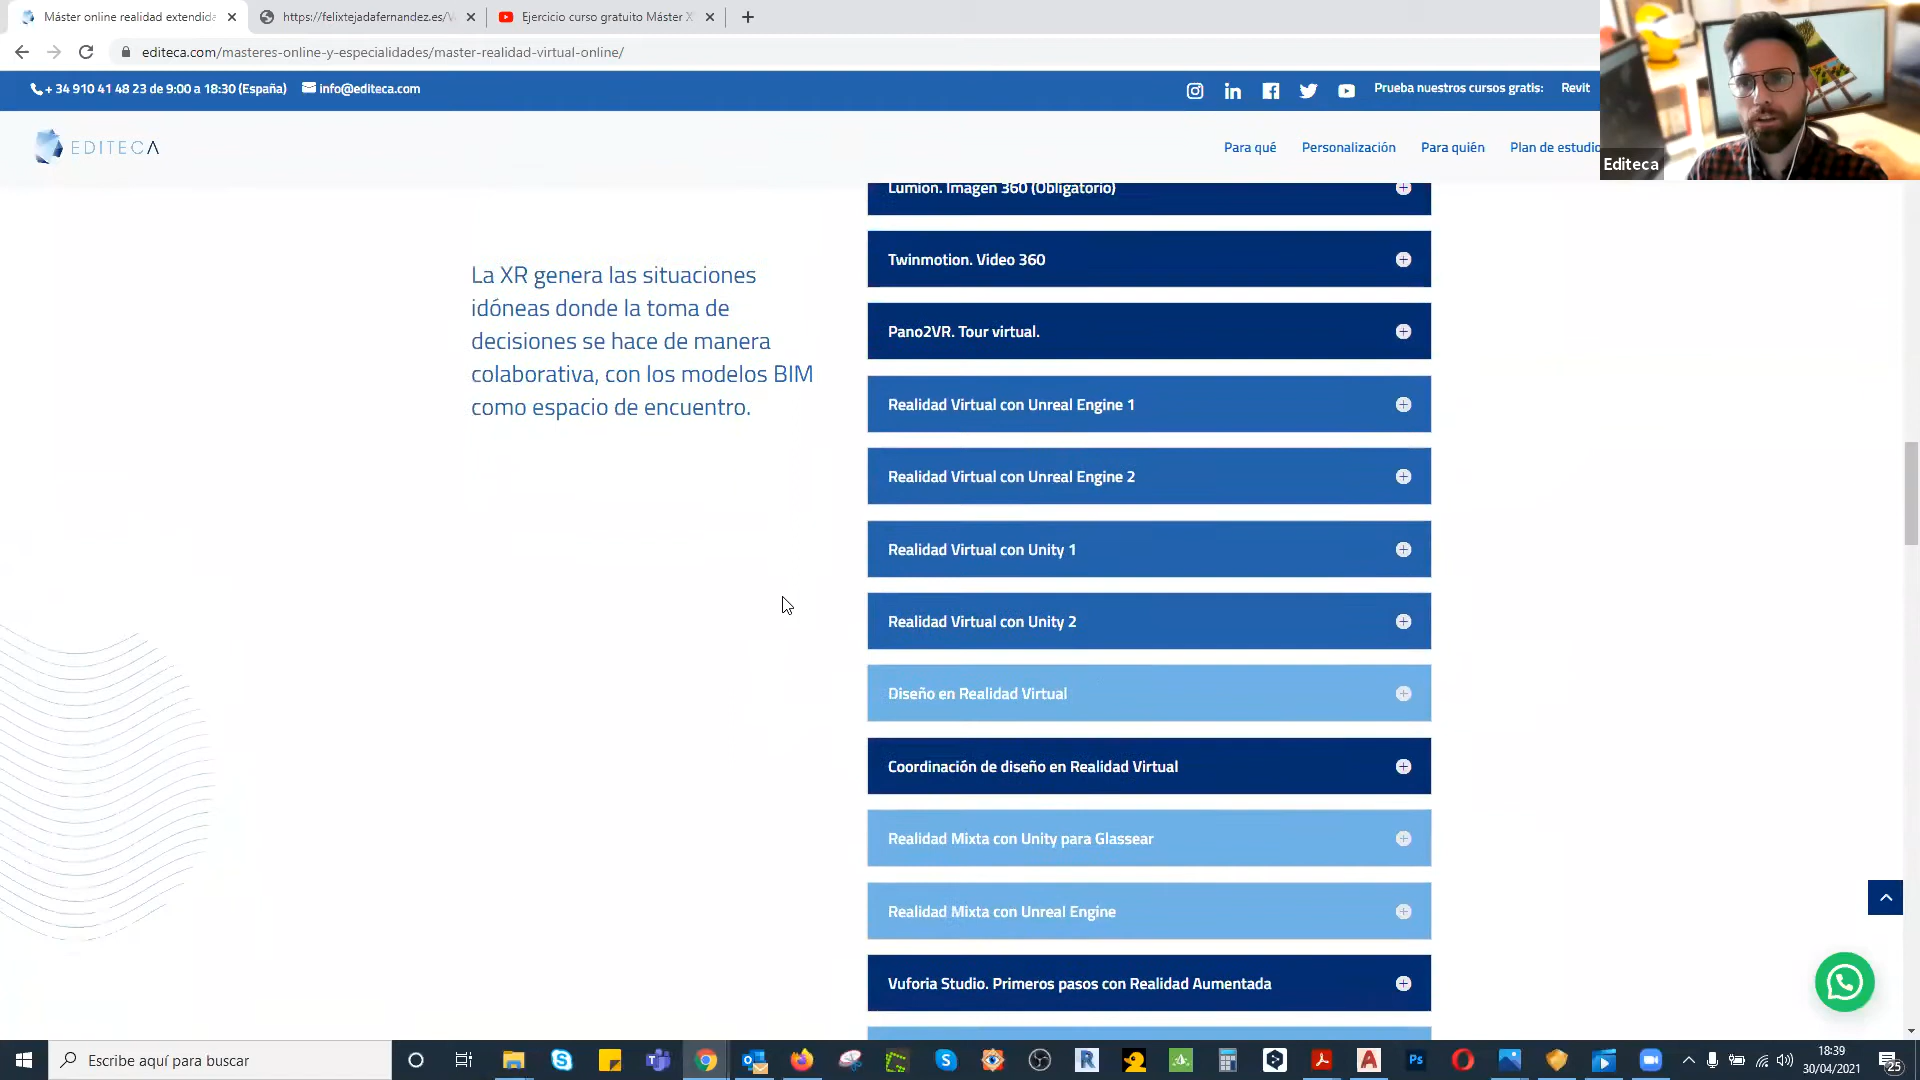 Máster online realidad extendida
https://felixtejadafernandez.es/V
Ejercicio curso gratuito Máster X
editeca.com/masteres-online-y-especialidades/master-realidad-virtual-online/
+ 34 910 41 48 23 de 9:00 a 18:30 (España)
info@editeca.com
Prueba nuestros cursos gratis:
Revit
EDITECA
Para qué
Personalización
Para quién
Plan de estudio
Editeca
La XR genera las situaciones
idóneas donde la toma de
decisiones se hace de manera
colaborativa, con los modelos BIM
como espacio de encuentro.
Lumion. Imagen 360 (Obligatorio)
Twinmotion. Video 360
Pano2VR. Tour virtual.
Realidad Virtual con Unreal Engine 1
Realidad Virtual con Unreal Engine 2
Realidad Virtual con Unity 1
Realidad Virtual con Unity 2
Diseño en Realidad Virtual
Coordinación de diseño en Realidad Virtual
Realidad Mixta con Unity para Glassear
Realidad Mixta con Unreal Engine
Vuforia Studio. Primeros pasos con Realidad Aumentada
Escribe aquí para buscar
18:39
30/04/2021
25